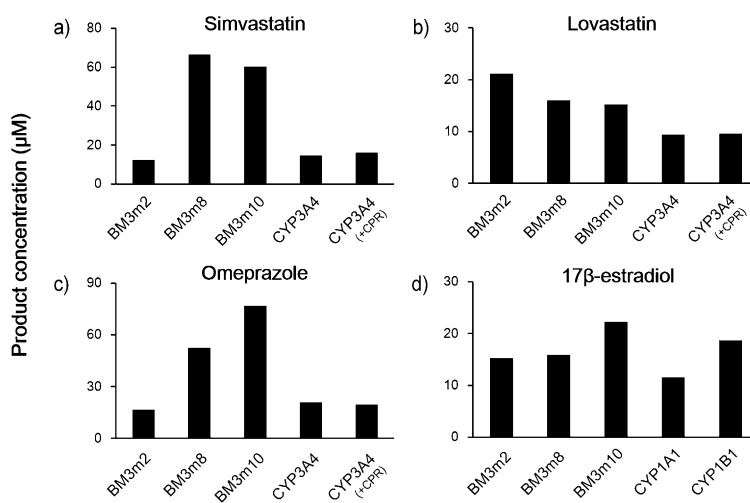 Product concentration (µM)
a)
Simvastatin
80
60
40
20
0
BM3m2
BM3m8
BM3m10
CYP3A4
CYP3A4
(+CPR)
b)
Lovastatin
30
20
10
0
BM3m2
BM3m8
BM3m10
CYP3A4
CYP3A4
(+CPR)
c)
Omeprazole
90
60
30
0
BM3m2
BM3m8
BM3m10
CYP3A4
CYP3A4
(+CPR)
d)
17β-estradiol
30
20
10
0
BM3m2
BM3m8
BM3m10
CYP1A1
CYP1B1